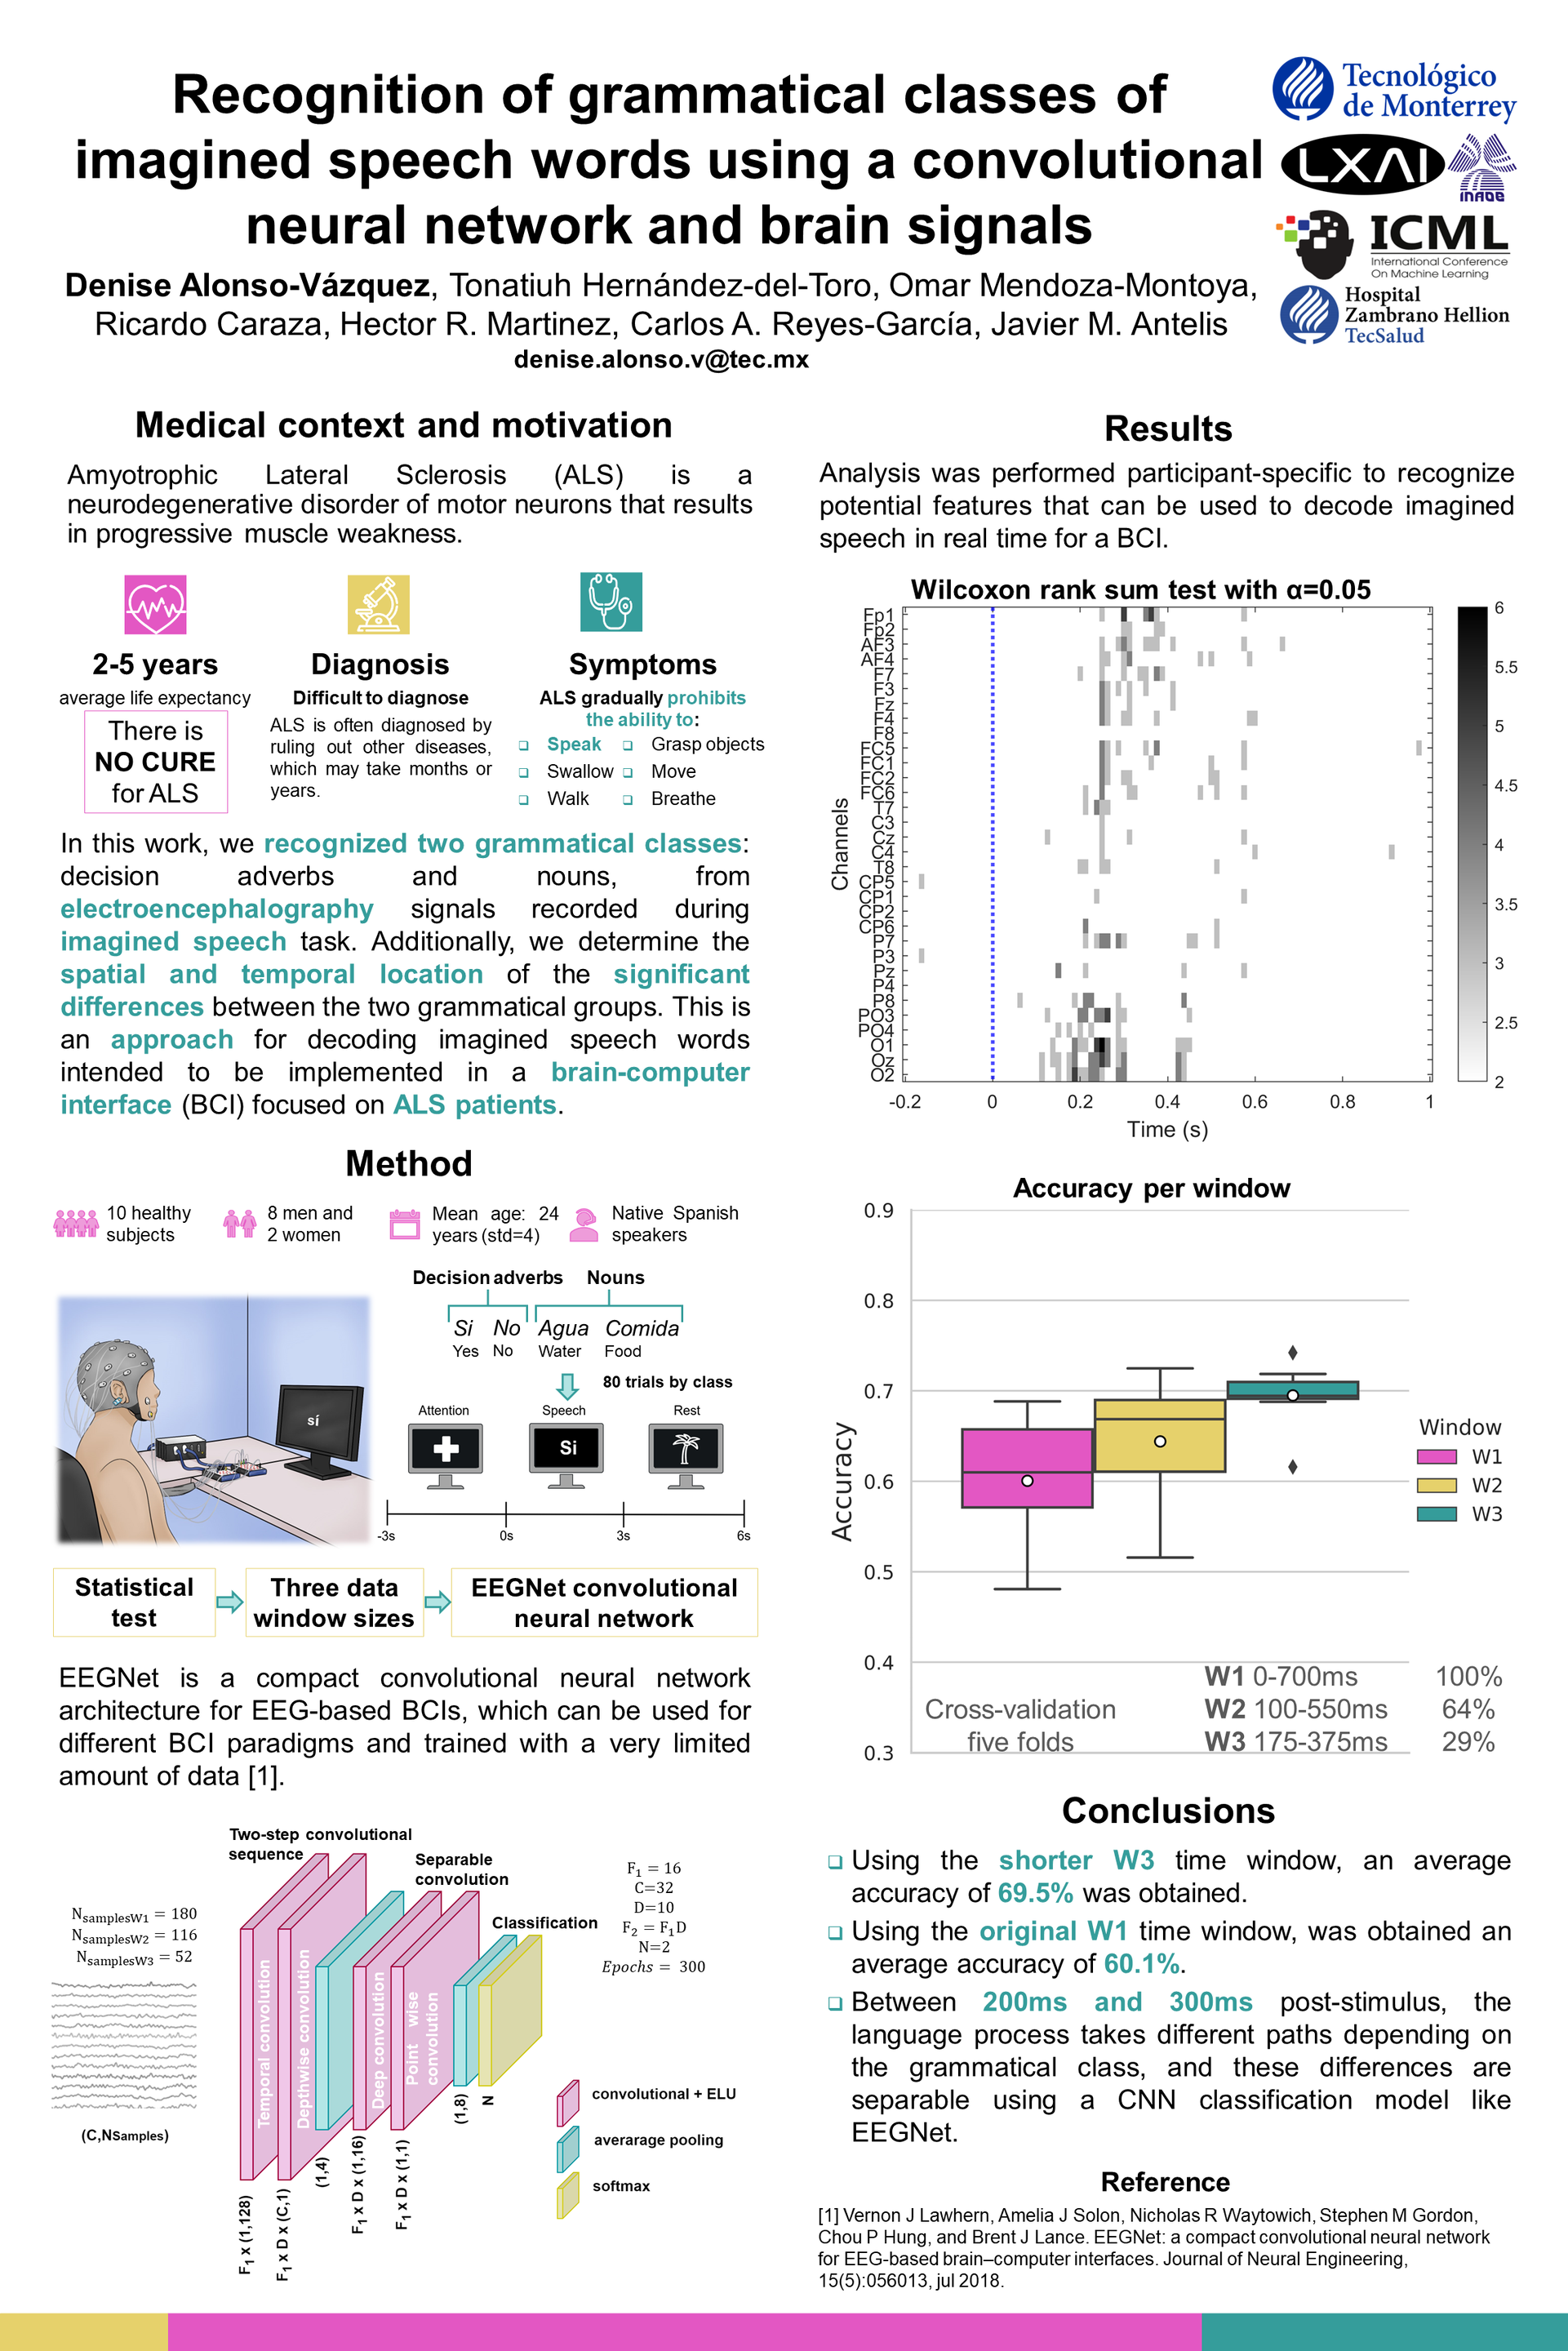 Recognition of grammatical classes of
imagined speech words using a convolutional
neural network and brain signals
Denise Alonso-Vázquez, Tonatiuh Hernández-del-Toro, Omar Mendoza-Montoya,
Ricardo Caraza, Hector R. Martinez, Carlos A. Reyes-García, Javier M. Antelis
denise.alonso.v@tec.mx
Tecnológico
de Monterrey
LXAI
INAOE
ICML
International Conference
On Machine Learning
Hospital
Zambrano Hellion
TecSalud
Medical context and motivation
Amyotrophic Lateral Sclerosis (ALS) is a
neurodegenerative disorder of motor neurons that results
in progressive muscle weakness.
2-5 years
average life expectancy
There is
NO CURE
for ALS
Diagnosis
Difficult to diagnose
ALS is often diagnosed by
ruling out other diseases,
which may take months or
years.
Symptoms
ALS gradually prohibits
the ability to:
❑ Speak ❑ Grasp objects
❑ Swallow ❑ Move
❑ Walk ❑ Breathe
In this work, we recognized two grammatical classes:
decision adverbs and nouns, from
electroencephalography signals recorded during
imagined speech task. Additionally, we determine the
spatial and temporal location of the significant
differences between the two grammatical groups. This is
an approach for decoding imagined speech words
intended to be implemented in a brain-computer
interface (BCI) focused on ALS patients.
Method
10 healthy
subjects
8 men and
2 women
Mean age: 24
years (std=4)
Native Spanish
speakers
sí
Decision adverbs Nouns
Si No Agua Comida
Yes No Water Food
80 trials by class
Attention Speech Rest
Si
-3s 0s 3s 6s
Statistical
test
Three data
window sizes
EEGNet convolutional
neural network
EEGNet is a compact convolutional neural network
architecture for EEG-based BCIs, which can be used for
different BCI paradigms and trained with a very limited
amount of data [1].
Two-step convolutional
sequence
Separable
convolution
Classification
N_samplesW1 = 180
N_samplesW2 = 116
N_samplesW3 = 52
(C,NSamples)
Temporal convolution
Depthwise convolution
Deep convolution
Point wise
convolution
F₁ x (1,128)
F₁ x D x (C,1)
(1,4)
F₁ x D x (1,16)
F₁ x D x (1,1)
(1,8)
N
F₁ = 16
C=32
D=10
F₂ = F₁D
N=2
Epochs = 300
convolutional + ELU
averarage pooling
softmax
Results
Analysis was performed participant-specific to recognize
potential features that can be used to decode imagined
speech in real time for a BCI.
Wilcoxon rank sum test with α=0.05
Channels
Fp1
Fp2
AF3
AF4
F7
F3
Fz
F4
F8
FC5
FC1
FC2
FC6
T7
C3
Cz
C4
T8
CP5
CP1
CP2
CP6
P7
P3
Pz
P4
P8
PO3
PO4
O1
Oz
O2
-0.2 0 0.2 0.4 0.6 0.8 1
Time (s)
6
5.5
5
4.5
4
3.5
3
2.5
2
Accuracy per window
Accuracy
0.9
0.8
0.7
0.6
0.5
0.4
0.3
Window
W1
W2
W3
Cross-validation
five folds
W1 0-700ms 100%
W2 100-550ms 64%
W3 175-375ms 29%
Conclusions
❑ Using the shorter W3 time window, an average
accuracy of 69.5% was obtained.
❑ Using the original W1 time window, was obtained an
average accuracy of 60.1%.
❑ Between 200ms and 300ms post-stimulus, the
language process takes different paths depending on
the grammatical class, and these differences are
separable using a CNN classification model like
EEGNet.
Reference
[1] Vernon J Lawhern, Amelia J Solon, Nicholas R Waytowich, Stephen M Gordon,
Chou P Hung, and Brent J Lance. EEGNet: a compact convolutional neural network
for EEG-based brain–computer interfaces. Journal of Neural Engineering,
15(5):056013, jul 2018.